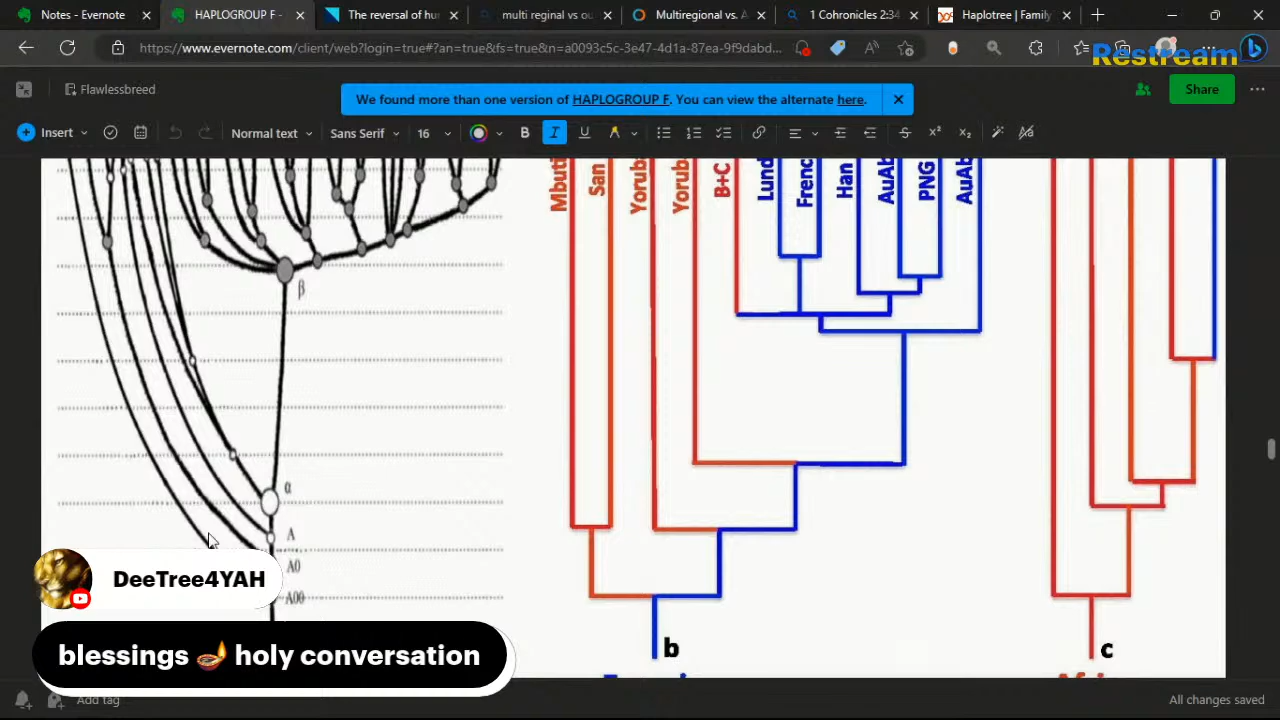 Notes - Evernote
HAPLOGROUP F -
The reversal of hum
multi reginal vs ou
Multiregional vs. A
1 Cohronicles 2:34
Haplotree | Family
https://www.evernote.com/client/web?login=true#?an=true&fs=true&n=a0093c5c-3e47-4d1a-87ea-9f9dabd...
Restream
Flawlessbreed
We found more than one version of HAPLOGROUP F. You can view the alternate here.
Share
Insert
Normal text
Sans Serif
16
B
I
U
Mbuti
San
Yoruba
Yoruba
B+C
Lund
Frenc
Han
AuAb
PNG
AuAb
β
α
A
A0
A00
b
c
DeeTree4YAH
blessings 🪔 holy conversation
Add tag
All changes saved